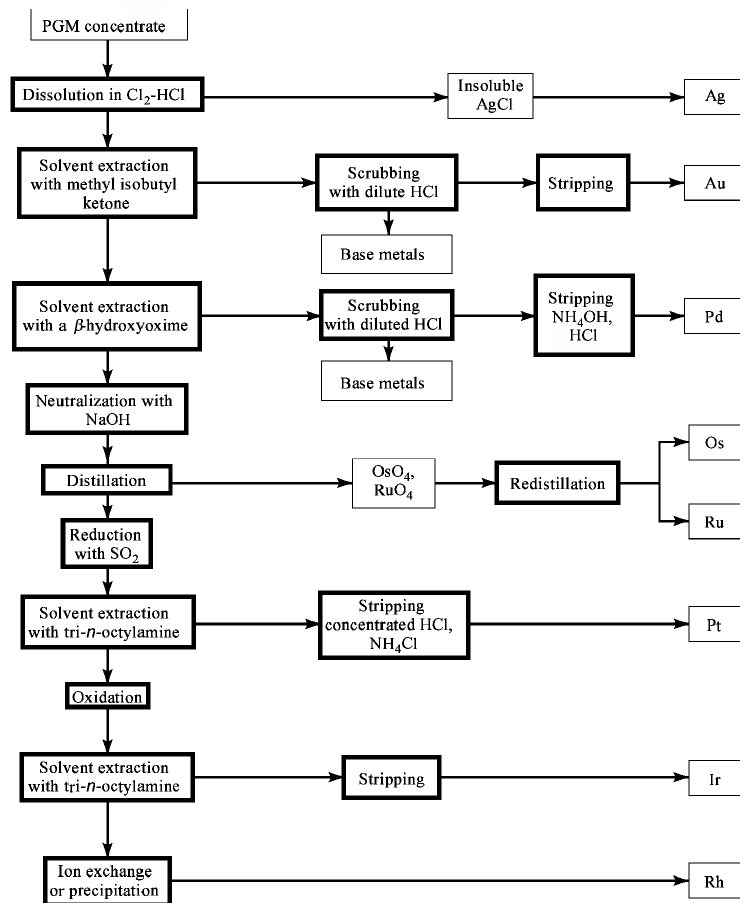 PGM concentrate
Dissolution in Cl₂-HCl
Insoluble
AgCl
Ag
Solvent extraction
with methyl isobutyl
ketone
Scrubbing
with dilute HCl
Stripping
Au
Base metals
Solvent extraction
with a β-hydroxyoxime
Scrubbing
with diluted HCl
Stripping
NH₄OH,
HCl
Pd
Base metals
Neutralization with
NaOH
Distillation
OsO₄,
RuO₄
Redistillation
Os
Ru
Reduction
with SO₂
Solvent extraction
with tri-n-octylamine
Stripping
concentrated HCl,
NH₄Cl
Pt
Oxidation
Solvent extraction
with tri-n-octylamine
Stripping
Ir
Ion exchange
or precipitation
Rh